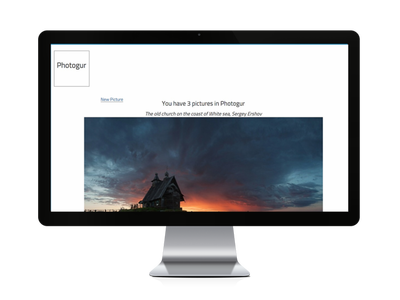 Photogur
New Picture
You have 3 pictures in Photogur
The old church on the coast of White sea, Sergey Ershov